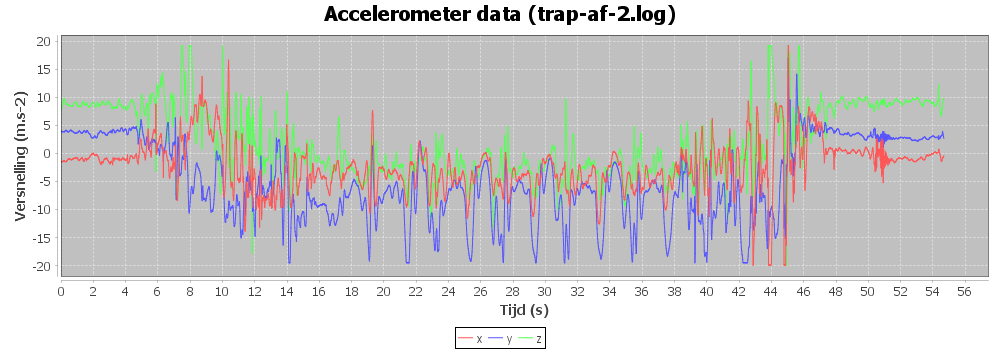 Accelerometer data (trap-af-2.log)
Versnelling (m.s-2)
20
15
10
5
0
-5
-10
-15
-20
0 2 4 6 8 10 12 14 16 18 20 22 24 26 28 30 32 34 36 38 40 42 44 46 48 50 52 54 56
Tijd (s)
x y z